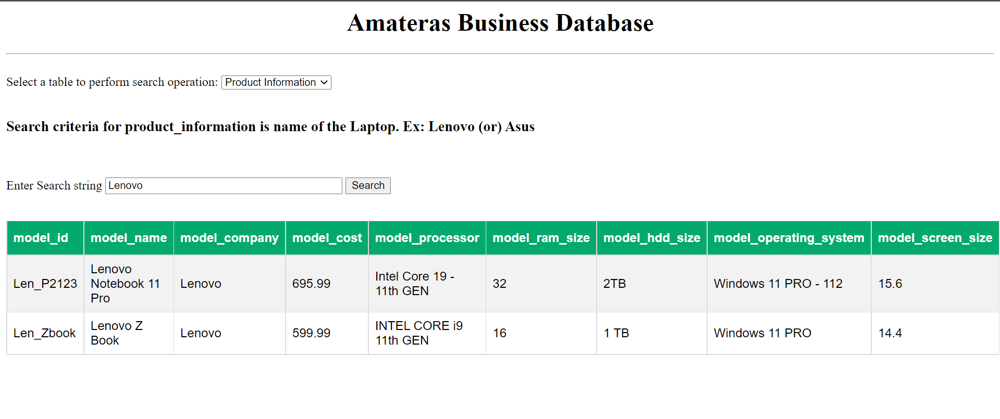 Amateras Business Database
Select a table to perform search operation: Product Information
Search criteria for product_information is name of the Laptop. Ex: Lenovo (or) Asus
Enter Search string Lenovo Search
model_id model_name model_company model_cost model_processor model_ram_size model_hdd_size model_operating_system model_screen_size
Len_P2123 Lenovo Notebook 11 Pro Lenovo 695.99 Intel Core 19 - 11th GEN 32 2TB Windows 11 PRO - 112 15.6
Len_Zbook Lenovo Z Book Lenovo 599.99 INTEL CORE i9 11th GEN 16 1 TB Windows 11 PRO 14.4